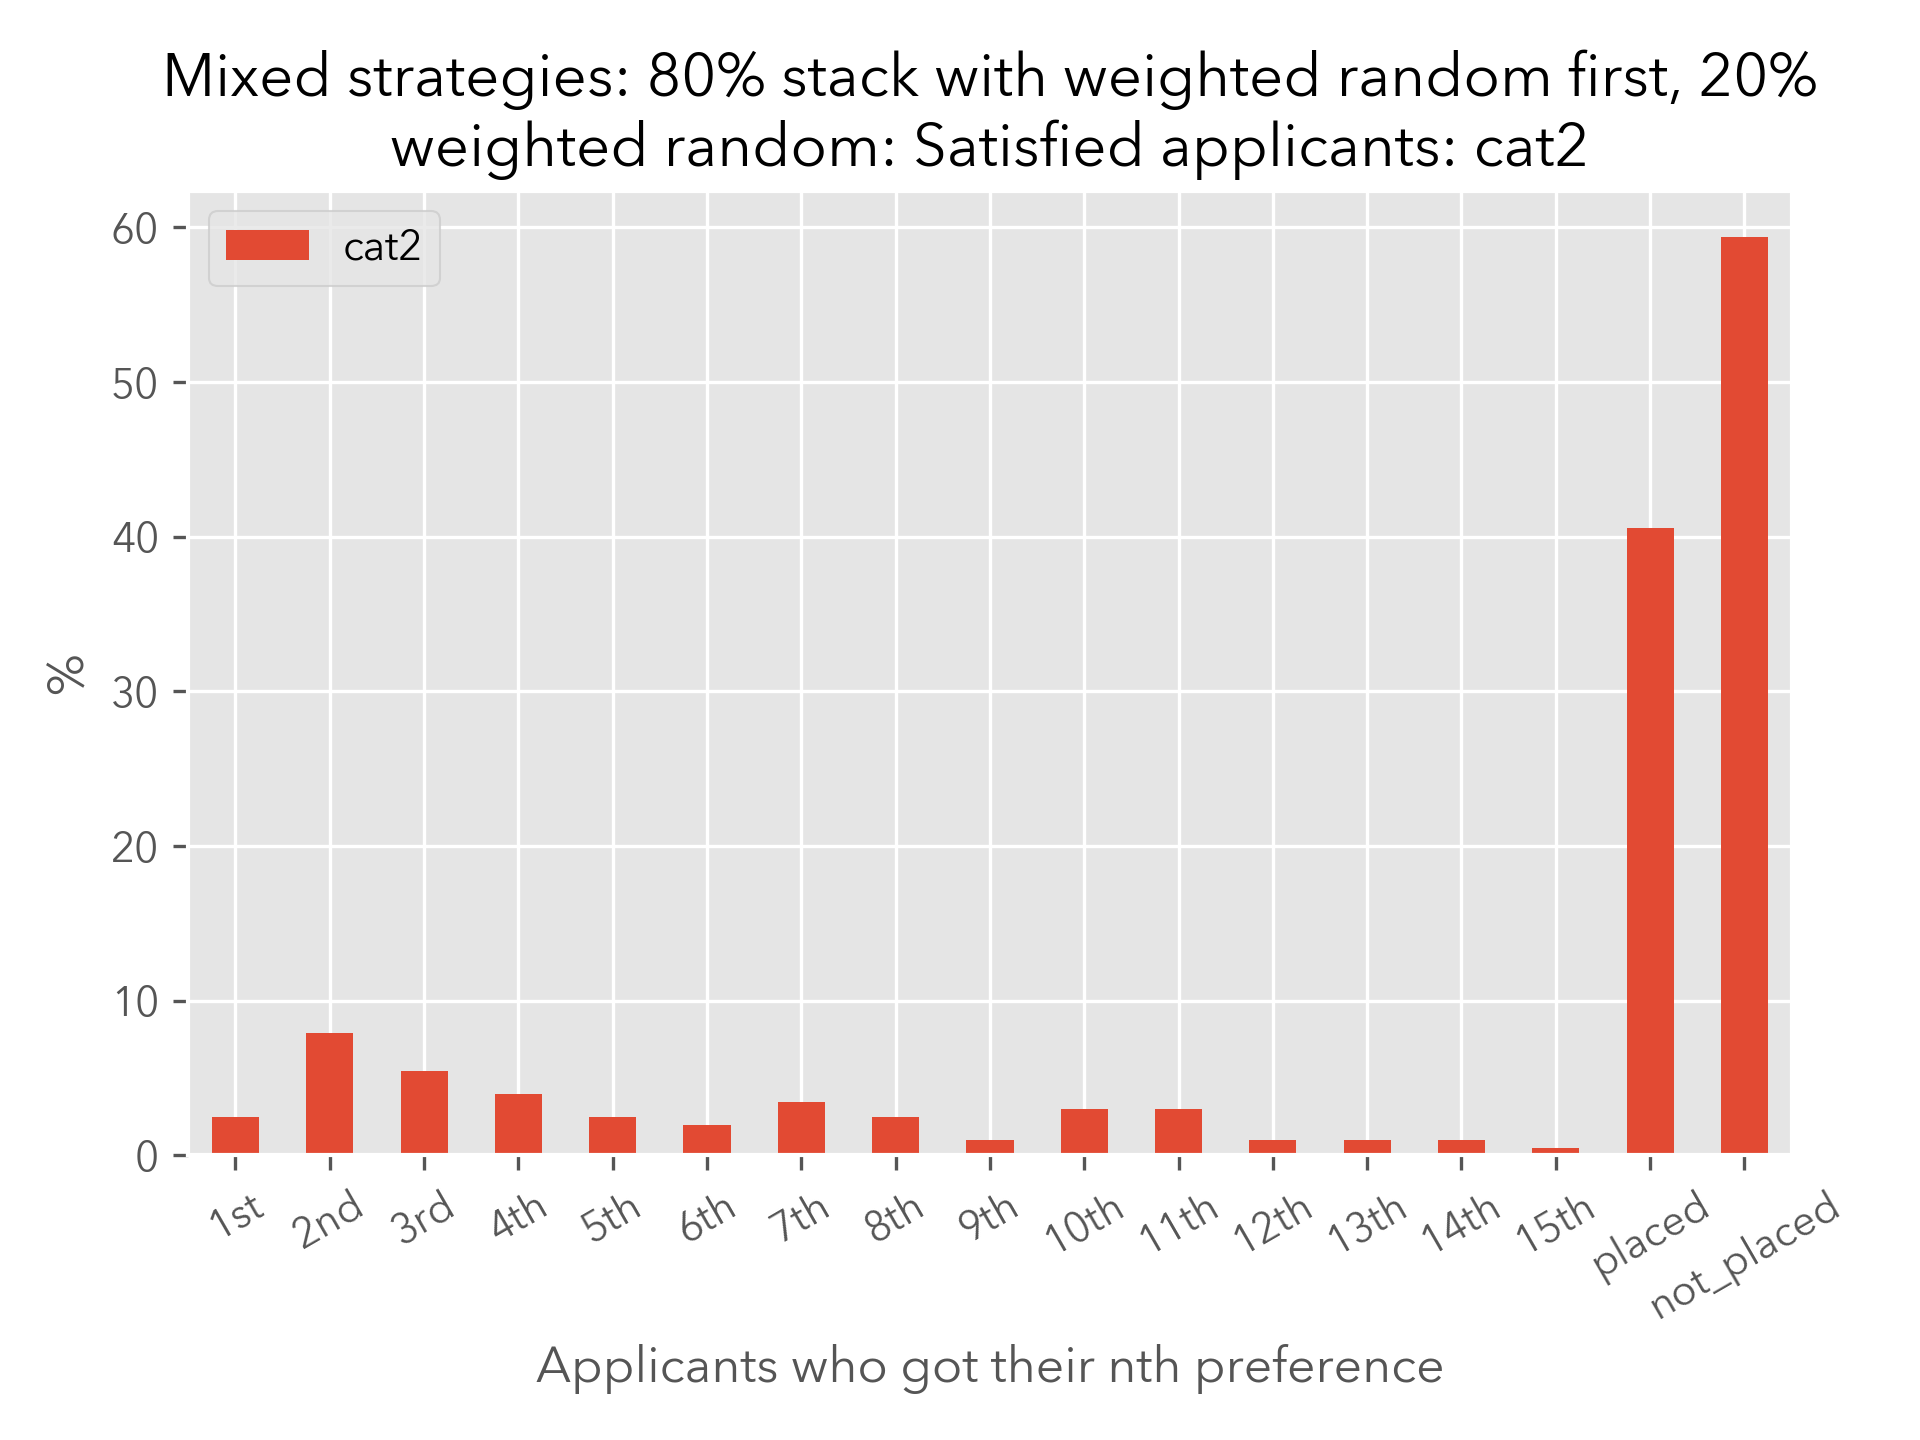 Mixed strategies: 80% stack with weighted random first, 20%
weighted random: Satisfied applicants: cat2
cat2
60
50
40
30
20
10
0
%
1st
2nd
3rd
4th
5th
6th
7th
8th
9th
10th
11th
12th
13th
14th
15th
placed
not_placed
Applicants who got their nth preference